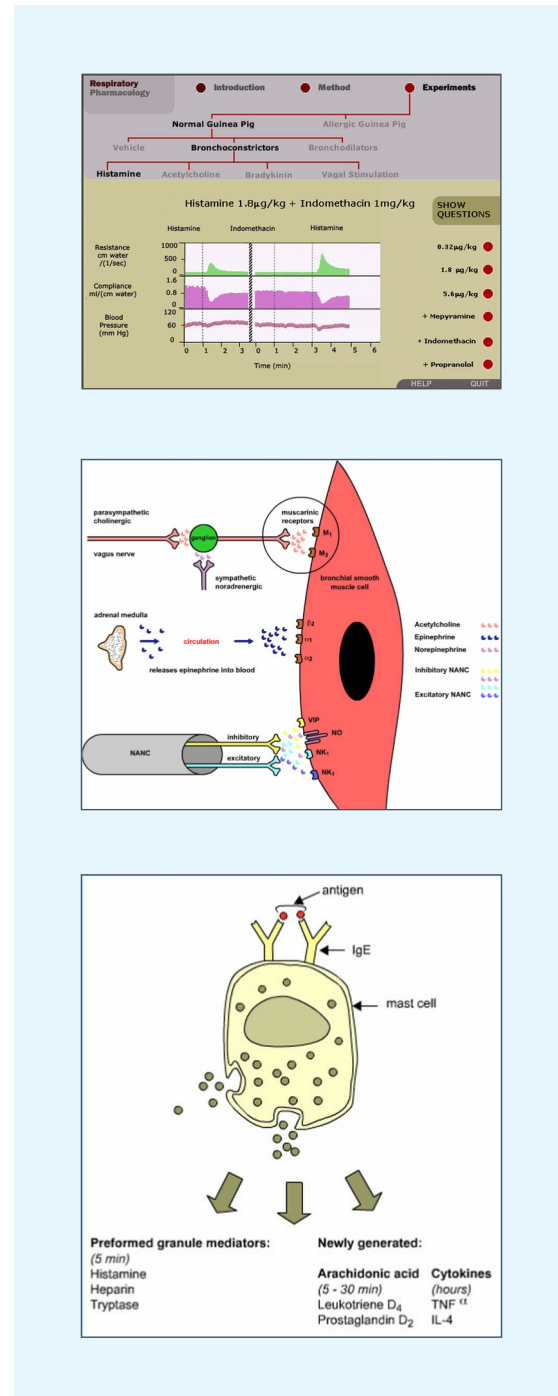 Respiratory
Pharmacology
Introduction
Method
Experiments
Normal Guinea Pig
Allergic Guinea Pig
Vehicle
Bronchoconstrictors
Bronchodilators
Histamine
Acetylcholine
Bradykinin
Vagal Stimulation
Histamine 1.8µg/kg + Indomethacin 1mg/kg
SHOW
QUESTIONS
Histamine
Indomethacin
Histamine
Resistance
cm water
/(1/sec)
1000
500
0
Compliance
ml/(cm water)
1.6
0.8
0
Blood
Pressure
(mm Hg)
120
60
0
0 1 2 3 0 1 2 3 4 5 6
Time (min)
0.32µg/kg
1.8 µg/kg
5.6µg/kg
+ Mepyramine
+ Indomethacin
+ Propranolol
HELP
QUIT
parasympathetic
cholinergic
vagus nerve
ganglion
sympathetic
noradrenergic
muscarinic
receptors
M1
M3
bronchial smooth
muscle cell
adrenal medulla
circulation
releases epinephrine into blood
β2
α1
α2
Acetylcholine
Epinephrine
Norepinephrine
Inhibitory NANC
Excitatory NANC
NANC
inhibitory
excitatory
VIP
NO
NK1
NK2
antigen
IgE
mast cell
Preformed granule mediators:
(5 min)
Histamine
Heparin
Tryptase
Newly generated:
Arachidonic acid
(5 - 30 min)
Leukotriene D4
Prostaglandin D2
Cytokines
(hours)
TNF α
IL-4